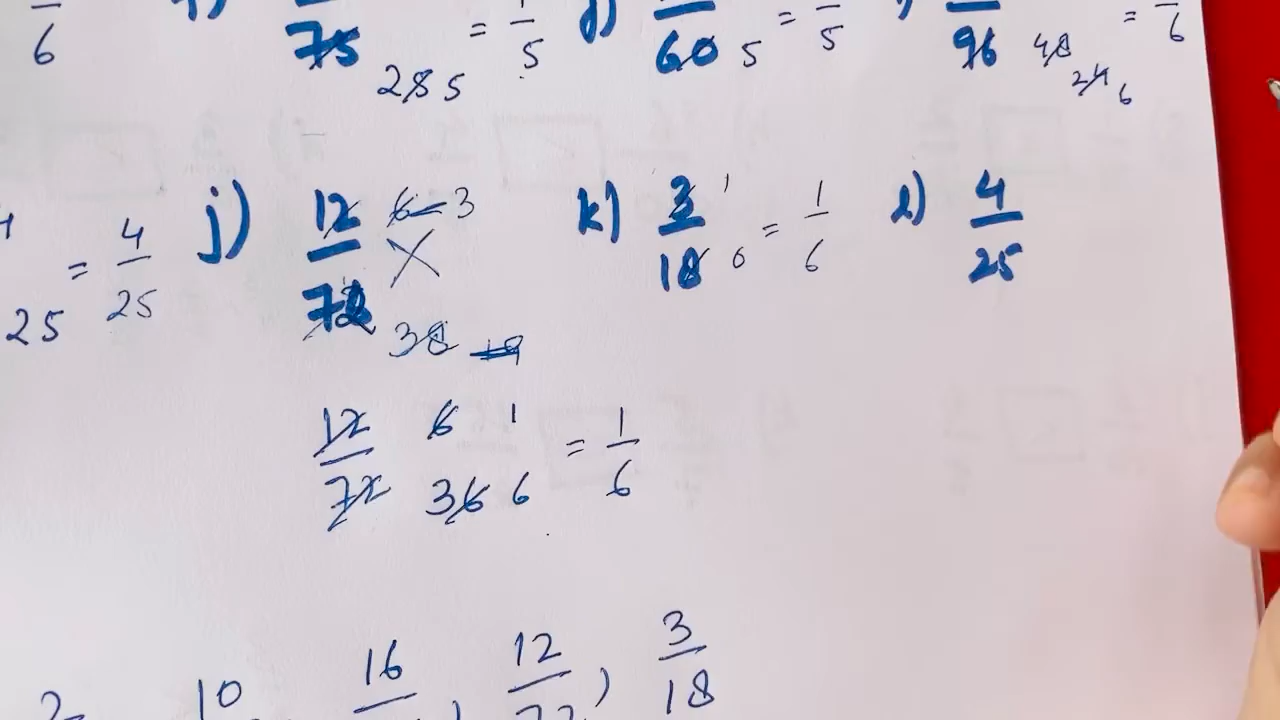 6 75 285 = 1/5 g) 60 5 = /5 96 48 24 6 = /6
25 = 4/25 j) 12/72 6 3 38 k) 3/18 1 6 = 1/6 l) 4/25
12/72 6 1 36 6 = 1/6
2 10 16 , 12/72 , 3/18